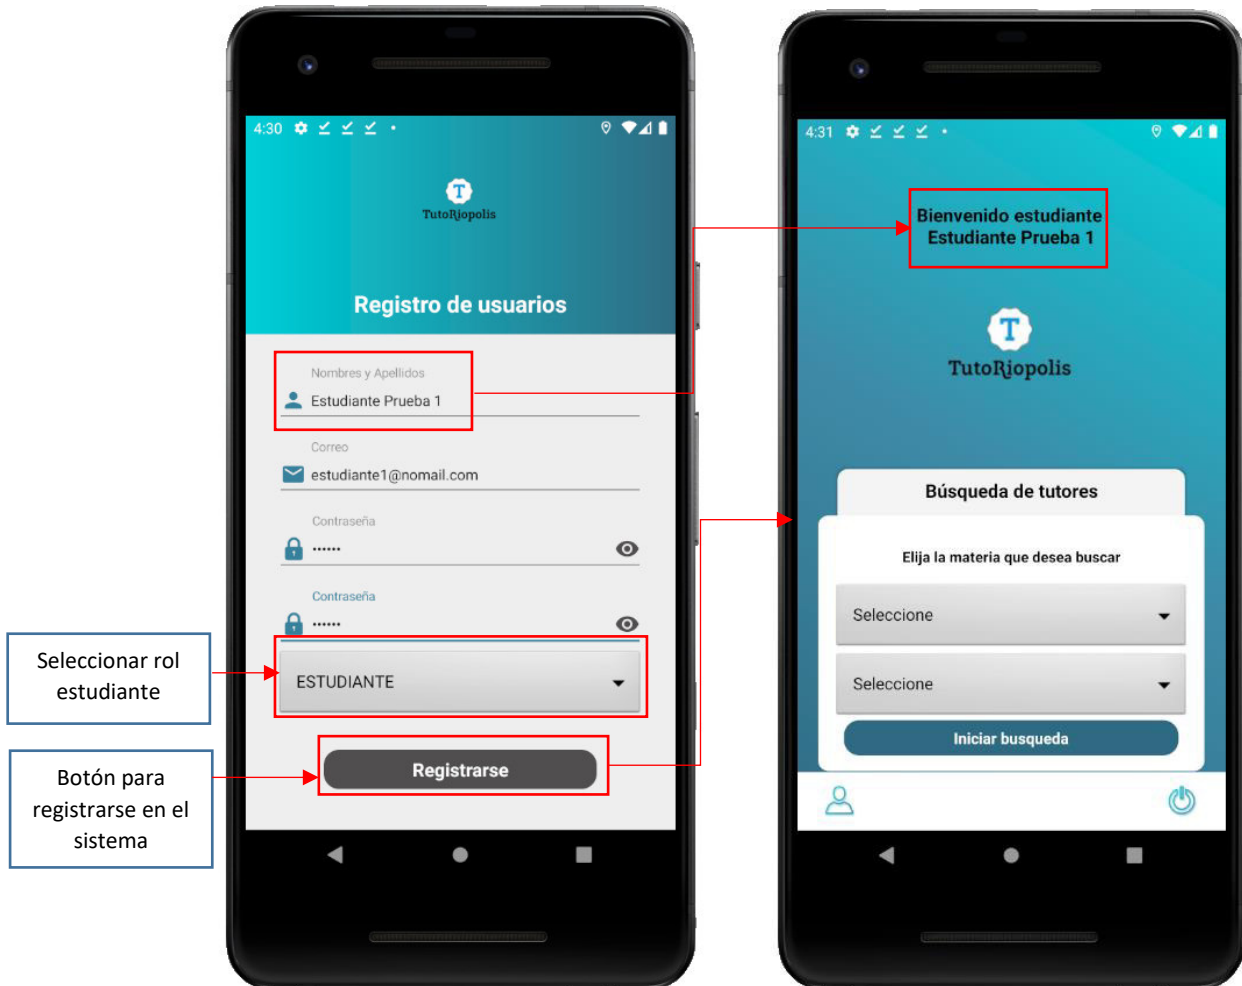 Seleccionar rol
estudiante
Botón para
registrarse en el
sistema
4:30
TutoRiopolis
Registro de usuarios
Nombres y Apellidos
Estudiante Prueba 1
Correo
estudiante1@nomail.com
Contraseña
••••••
Contraseña
••••••
ESTUDIANTE
Registrarse
4:31
Bienvenido estudiante
Estudiante Prueba 1
T
TutoRiopolis
Búsqueda de tutores
Elija la materia que desea buscar
Seleccione
Seleccione
Iniciar busqueda